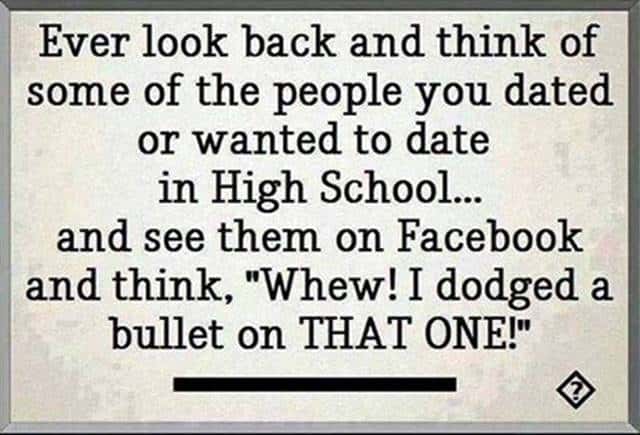 Ever look back and think of
some of the people you dated
or wanted to date
in High School...
and see them on Facebook
and think, "Whew! I dodged a
bullet on THAT ONE!"
?